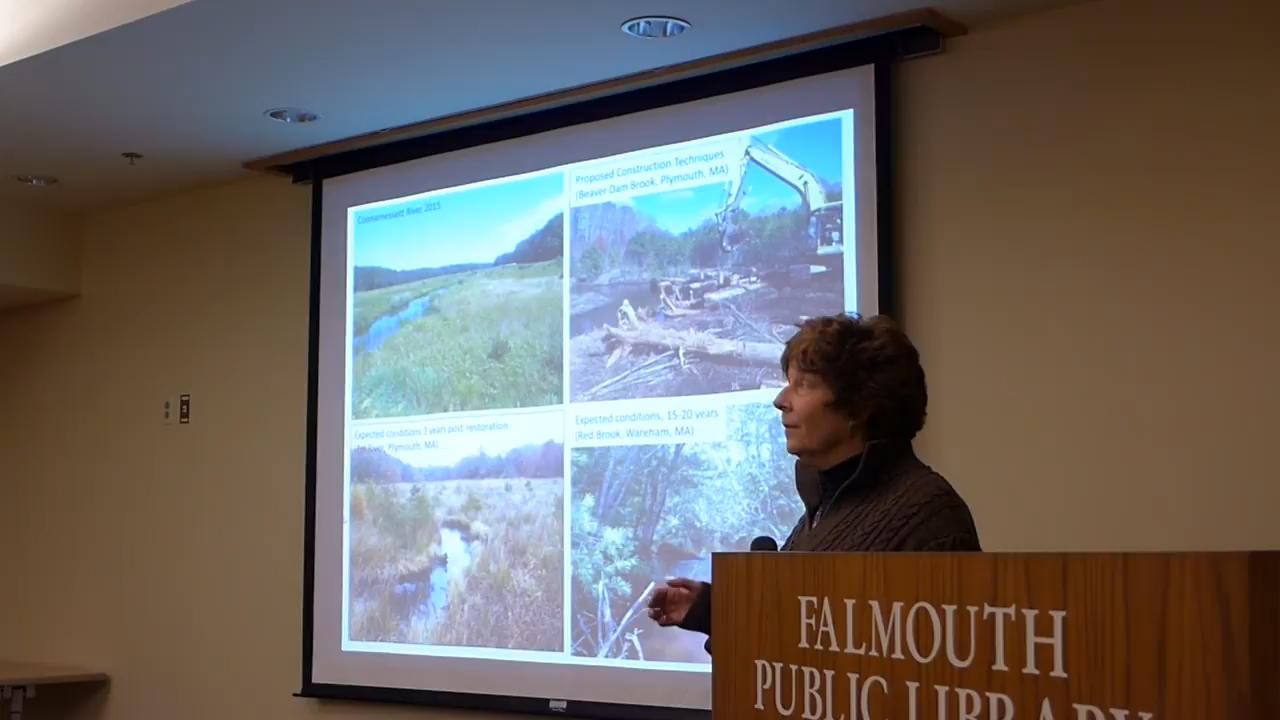 Coonamessett River 2015
Proposed Construction Techniques
(Beaver Dam Brook, Plymouth, MA)
Expected conditions 3 years post restoration
River, Plymouth, MA)
Expected conditions, 15-20 years
(Red Brook, Wareham, MA)
FALMOUTH
PUBLIC LIBRARY